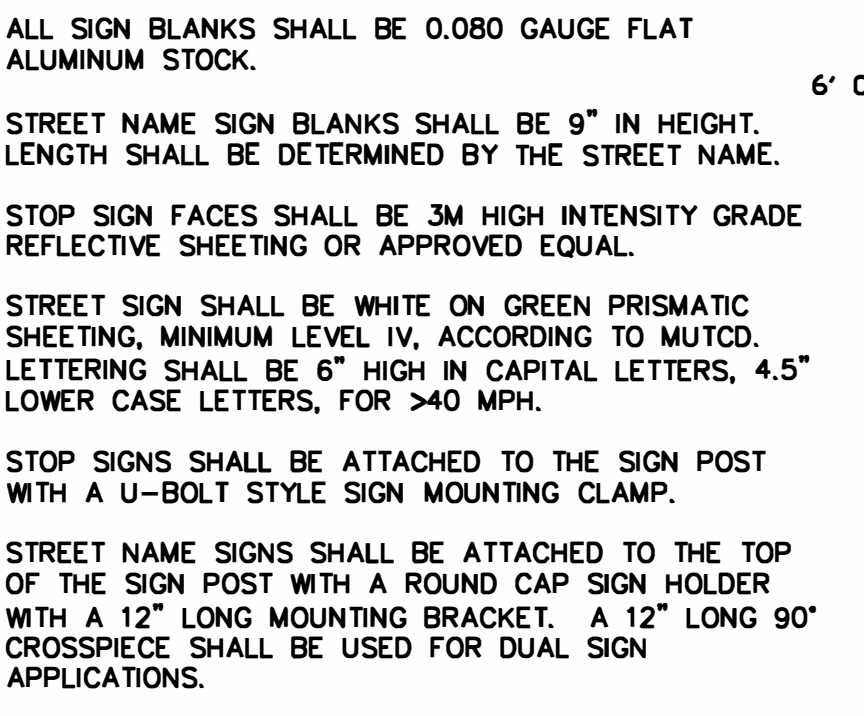 ALL SIGN BLANKS SHALL BE 0.080 GAUGE FLAT
ALUMINUM STOCK.
6'
STREET NAME SIGN BLANKS SHALL BE 9" IN HEIGHT.
LENGTH SHALL BE DETERMINED BY THE STREET NAME.
STOP SIGN FACES SHALL BE 3M HIGH INTENSITY GRADE
REFLECTIVE SHEETING OR APPROVED EQUAL.
STREET SIGN SHALL BE WHITE ON GREEN PRISMATIC
SHEETING, MINIMUM LEVEL IV, ACCORDING TO MUTCD.
LETTERING SHALL BE 6" HIGH IN CAPITAL LETTERS, 4.5"
LOWER CASE LETTERS, FOR >40 MPH.
STOP SIGNS SHALL BE ATTACHED TO THE SIGN POST
WITH A U-BOLT STYLE SIGN MOUNTING CLAMP.
STREET NAME SIGNS SHALL BE ATTACHED TO THE TOP
OF THE SIGN POST WITH A ROUND CAP SIGN HOLDER
WITH A 12" LONG MOUNTING BRACKET. A 12" LONG 90°
CROSSPIECE SHALL BE USED FOR DUAL SIGN
APPLICATIONS.